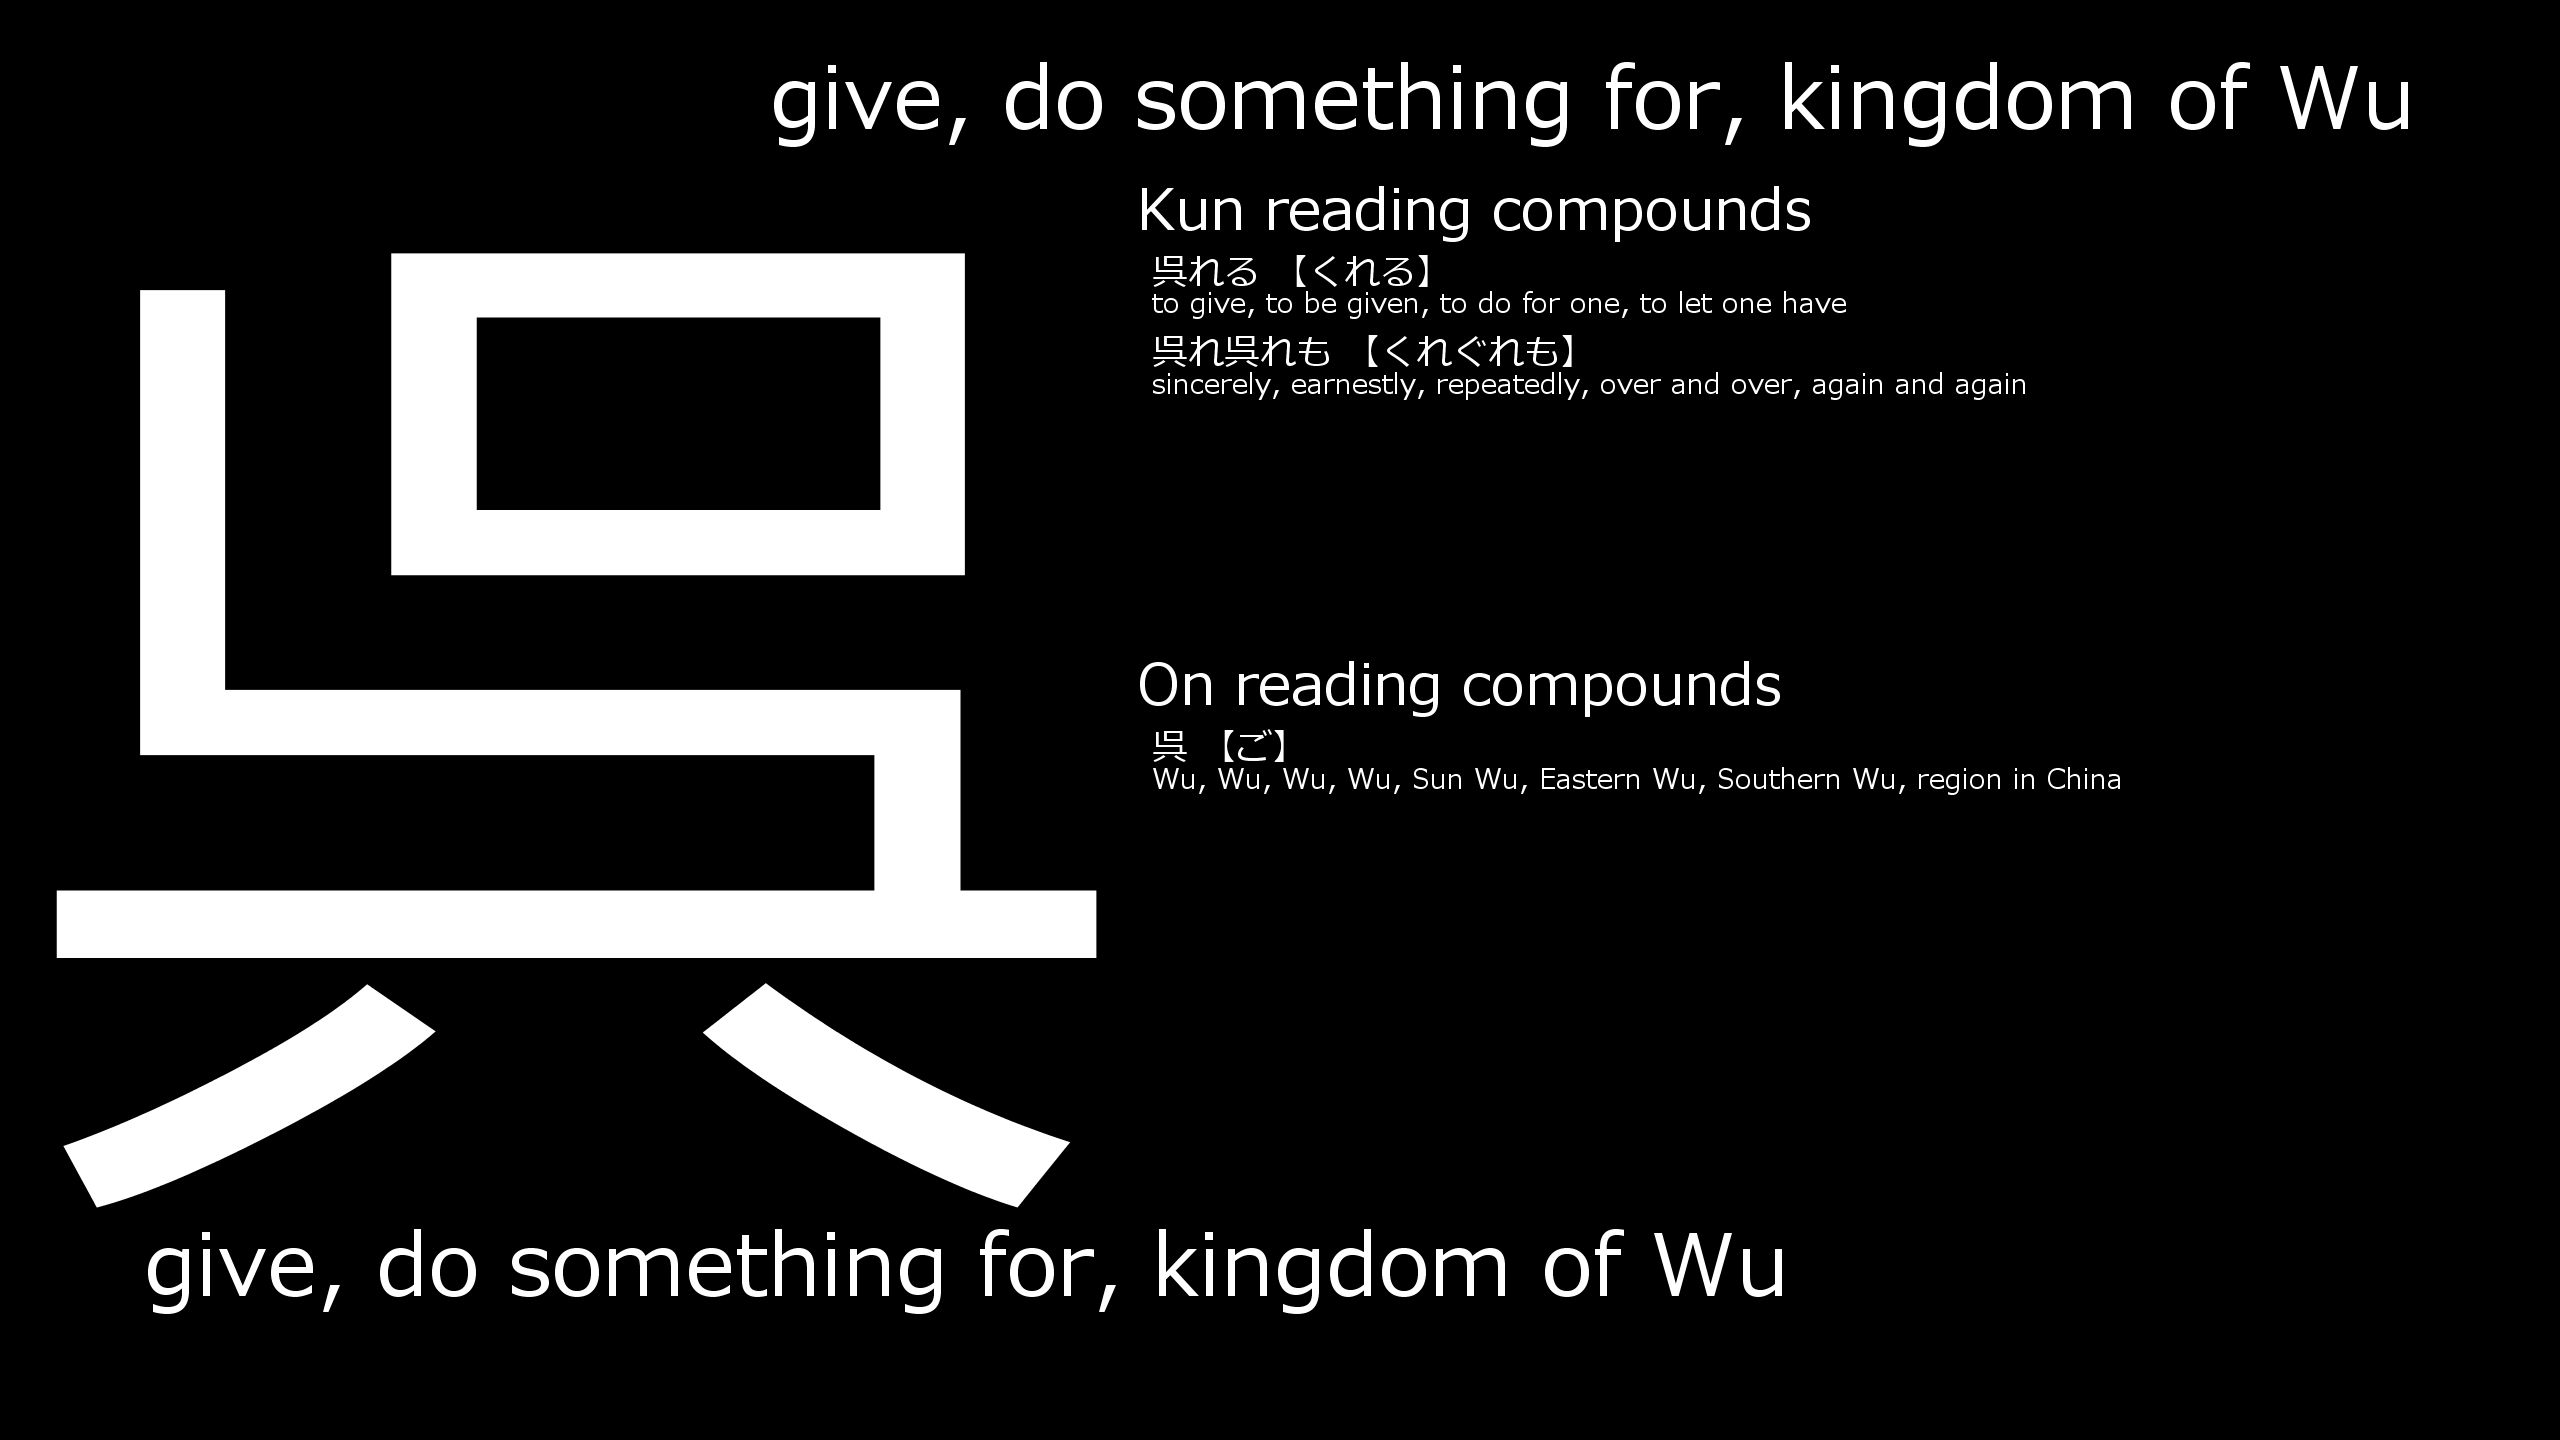 give, do something for, kingdom of Wu
呉
Kun reading compounds
呉れる 【くれる】
to give, to be given, to do for one, to let one have
呉れ呉れも 【くれぐれも】
sincerely, earnestly, repeatedly, over and over, again and again
On reading compounds
呉 【ご】
Wu, Wu, Wu, Wu, Sun Wu, Eastern Wu, Southern Wu, region in China
give, do something for, kingdom of Wu